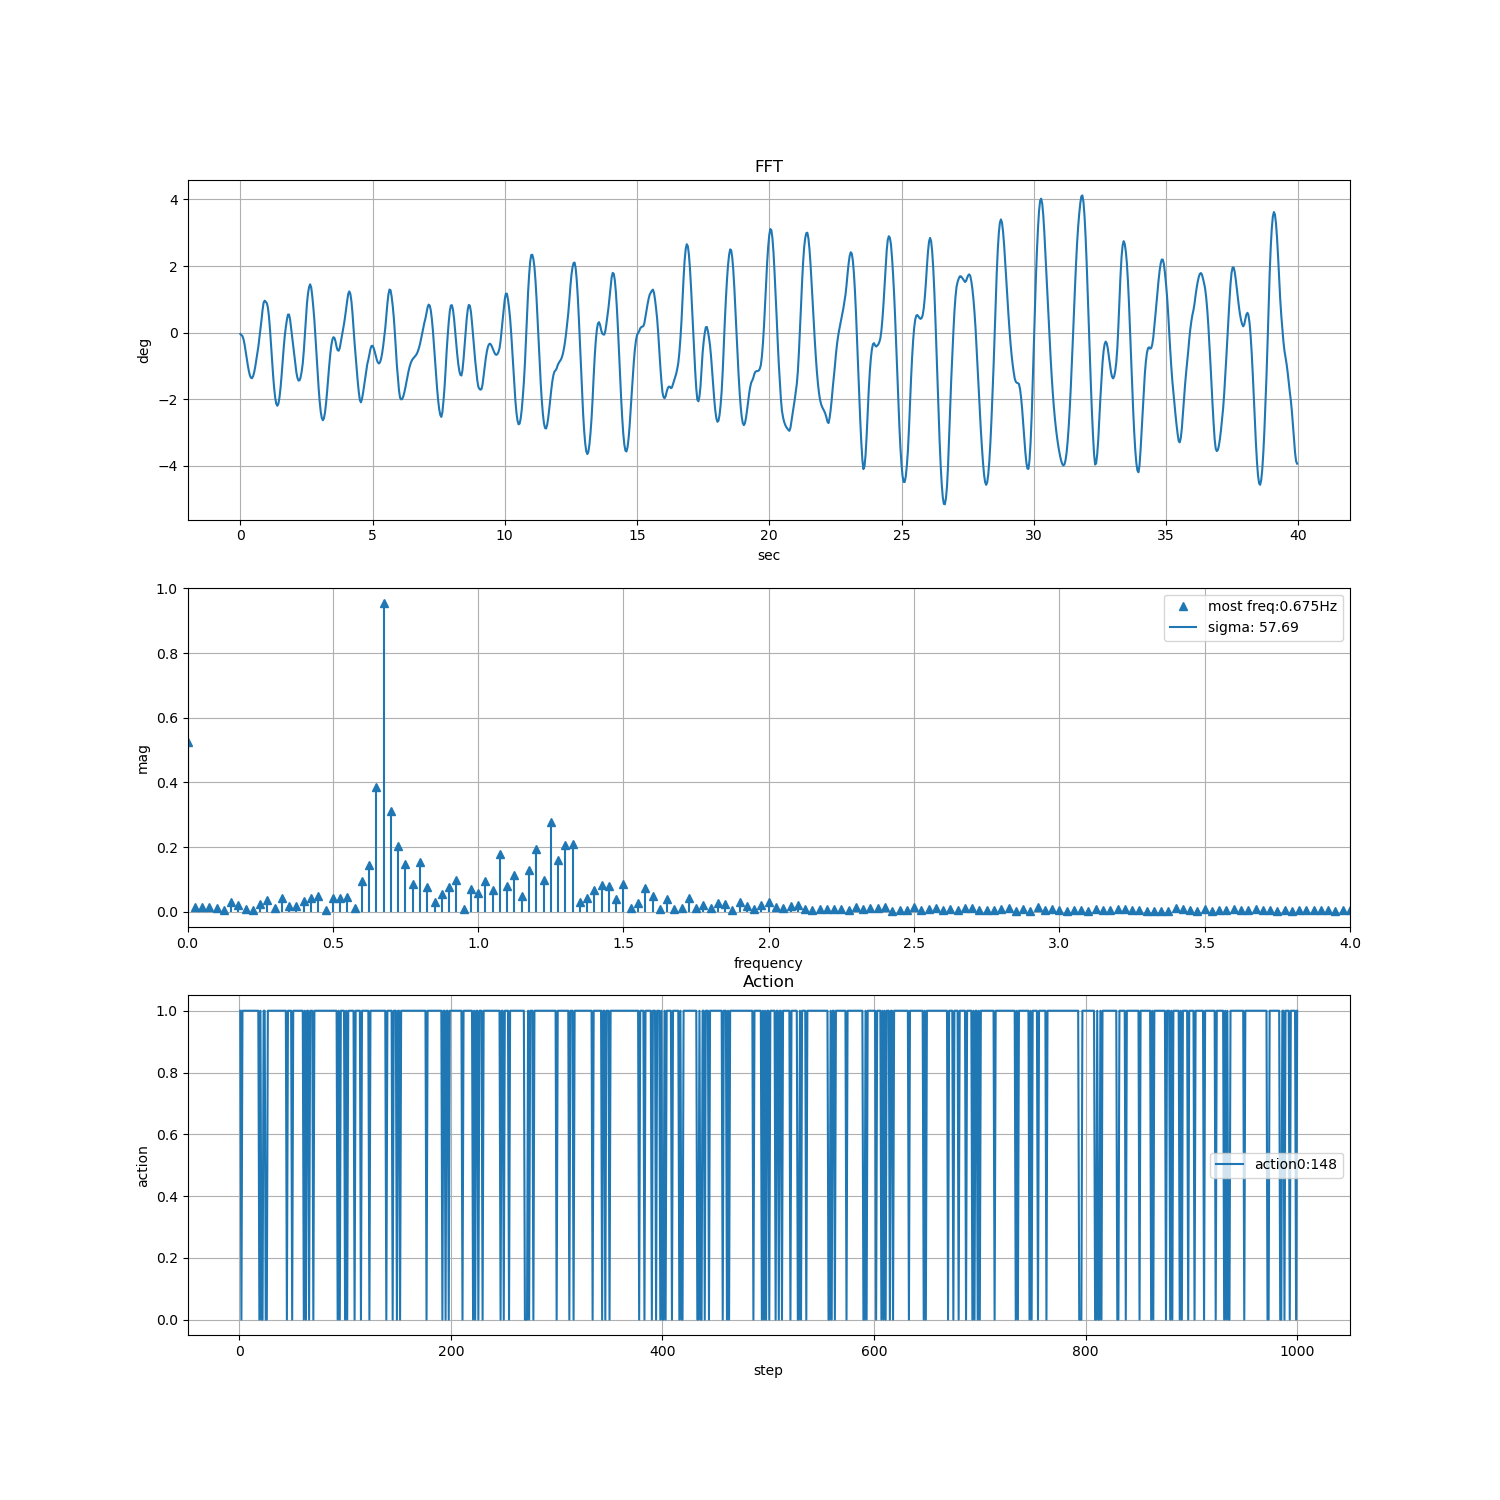 FFT
4
2
0
−2
−4
deg
0 5 10 15 20 25 30 35 40
sec
1.0
0.8
0.6
0.4
0.2
0.0
mag
most freq:0.675Hz
sigma: 57.69
0.0 0.5 1.0 1.5 2.0 2.5 3.0 3.5 4.0
frequency
Action
1.0
0.8
0.6
0.4
0.2
0.0
action
action0:148
0 200 400 600 800 1000
step